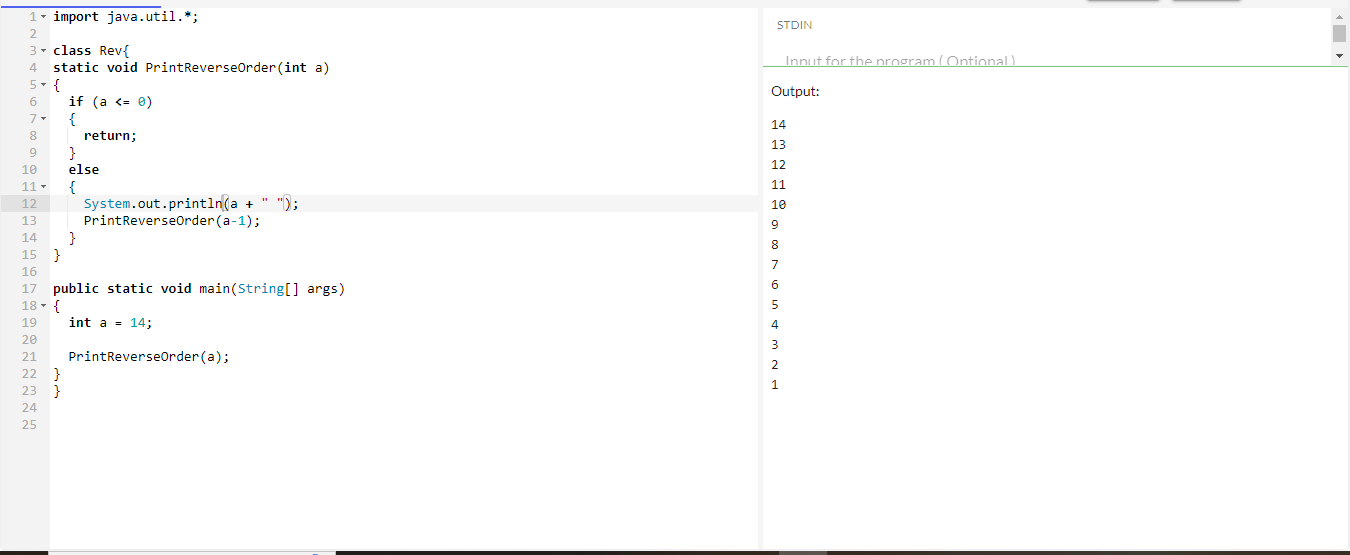 1 import java.util.*;
2
3 class Rev{
4 static void PrintReverseOrder(int a)
5 {
6 if (a <= 0)
7 {
8 return;
9 }
10 else
11 {
12 System.out.println(a + " ");
13 PrintReverseOrder(a-1);
14 }
15 }
16
17 public static void main(String[] args)
18 {
19 int a = 14;
20
21 PrintReverseOrder(a);
22 }
23 }
24
25
STDIN
Input for the program ( Optional )
Output:
14
13
12
11
10
9
8
7
6
5
4
3
2
1